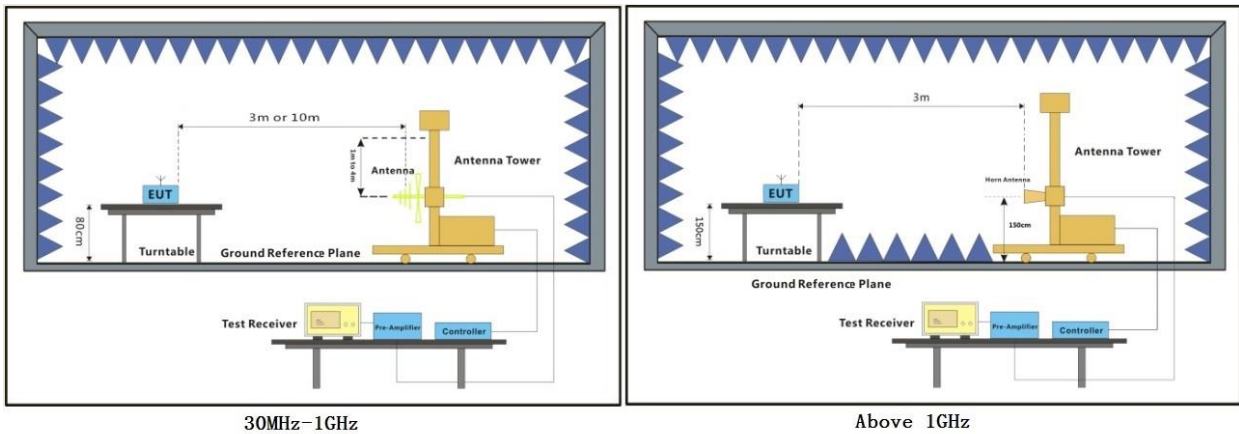 3m or 10m
1m to 4m
Antenna
Antenna Tower
EUT
80cm
Turntable
Ground Reference Plane
Test Receiver
Pre-Amplifier
Controller
30MHz-1GHz
3m
Antenna Tower
Horn Antenna
EUT
150cm
150cm
Turntable
Ground Reference Plane
Test Receiver
Pre-Amplifier
Controller
Above 1GHz